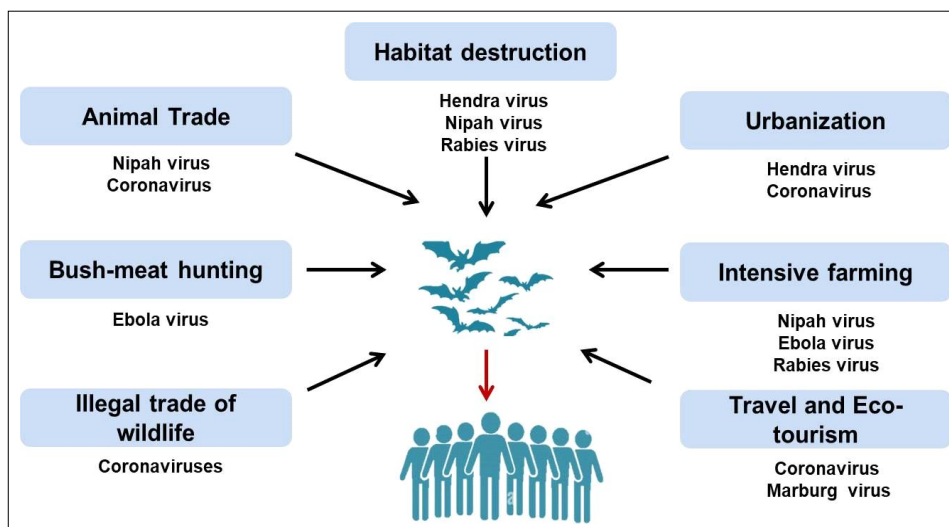 Habitat destruction
Hendra virus
Nipah virus
Rabies virus
Animal Trade
Nipah virus
Coronavirus
Urbanization
Hendra virus
Coronavirus
Bush-meat hunting
Ebola virus
Intensive farming
Nipah virus
Ebola virus
Rabies virus
Illegal trade of
wildlife
Coronaviruses
Travel and Eco-
tourism
Coronavirus
Marburg virus